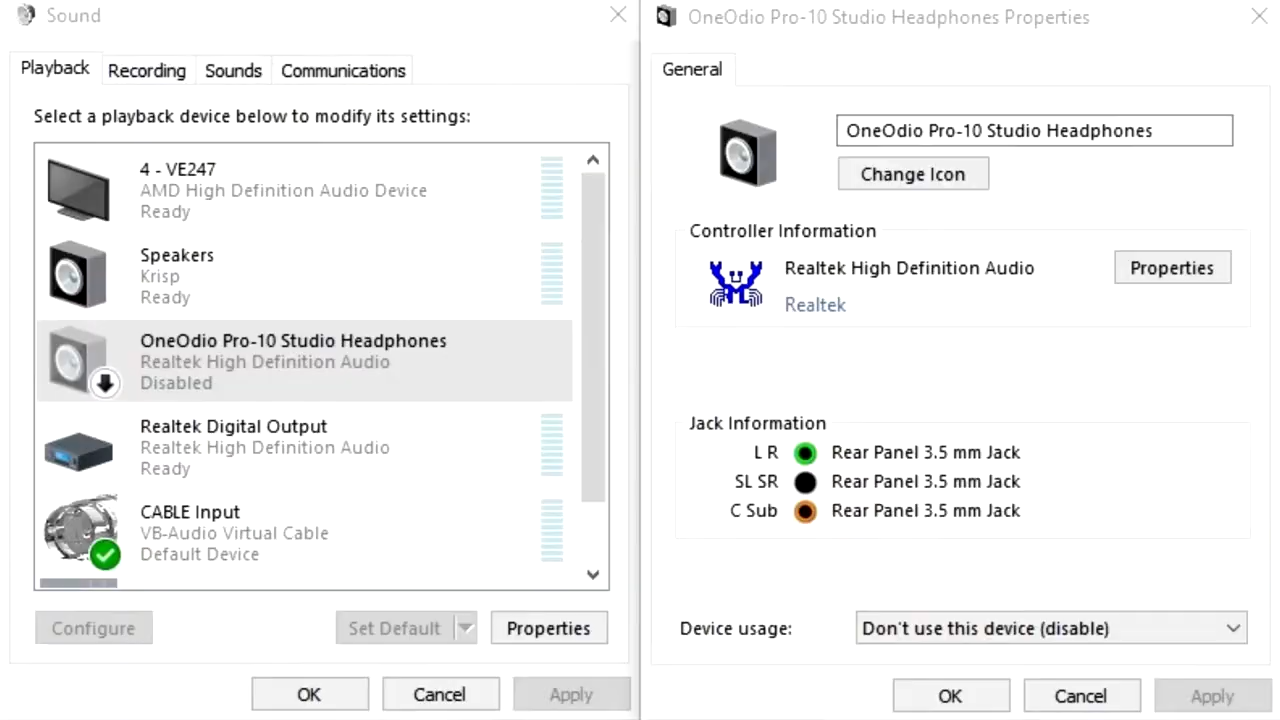 Sound
Playback
Recording
Sounds
Communications
Select a playback device below to modify its settings:
4 - VE247
AMD High Definition Audio Device
Ready
Speakers
Krisp
Ready
OneOdio Pro-10 Studio Headphones
Realtek High Definition Audio
Disabled
Realtek Digital Output
Realtek High Definition Audio
Ready
CABLE Input
VB-Audio Virtual Cable
Default Device
Configure
Set Default
Properties
OK
Cancel
Apply
OneOdio Pro-10 Studio Headphones Properties
General
OneOdio Pro-10 Studio Headphones
Change Icon
Controller Information
Realtek High Definition Audio
Properties
Realtek
Jack Information
L R Rear Panel 3.5 mm Jack
SL SR Rear Panel 3.5 mm Jack
C Sub Rear Panel 3.5 mm Jack
Device usage:
Don't use this device (disable)
OK
Cancel
Apply